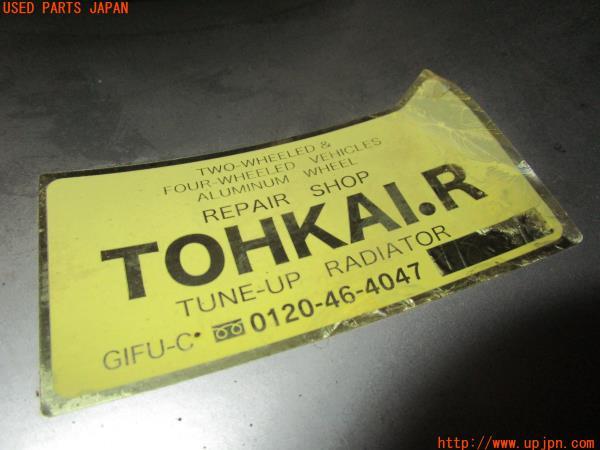 USED PARTS JAPAN
TWO-WHEELED &
FOUR-WHEELED VEHICLES
ALUMINUM WHEEL
REPAIR SHOP
TOHKAI.R
TUNE-UP RADIATOR
GIFU-C 0120-46-4047
http://www.upjpn.com/